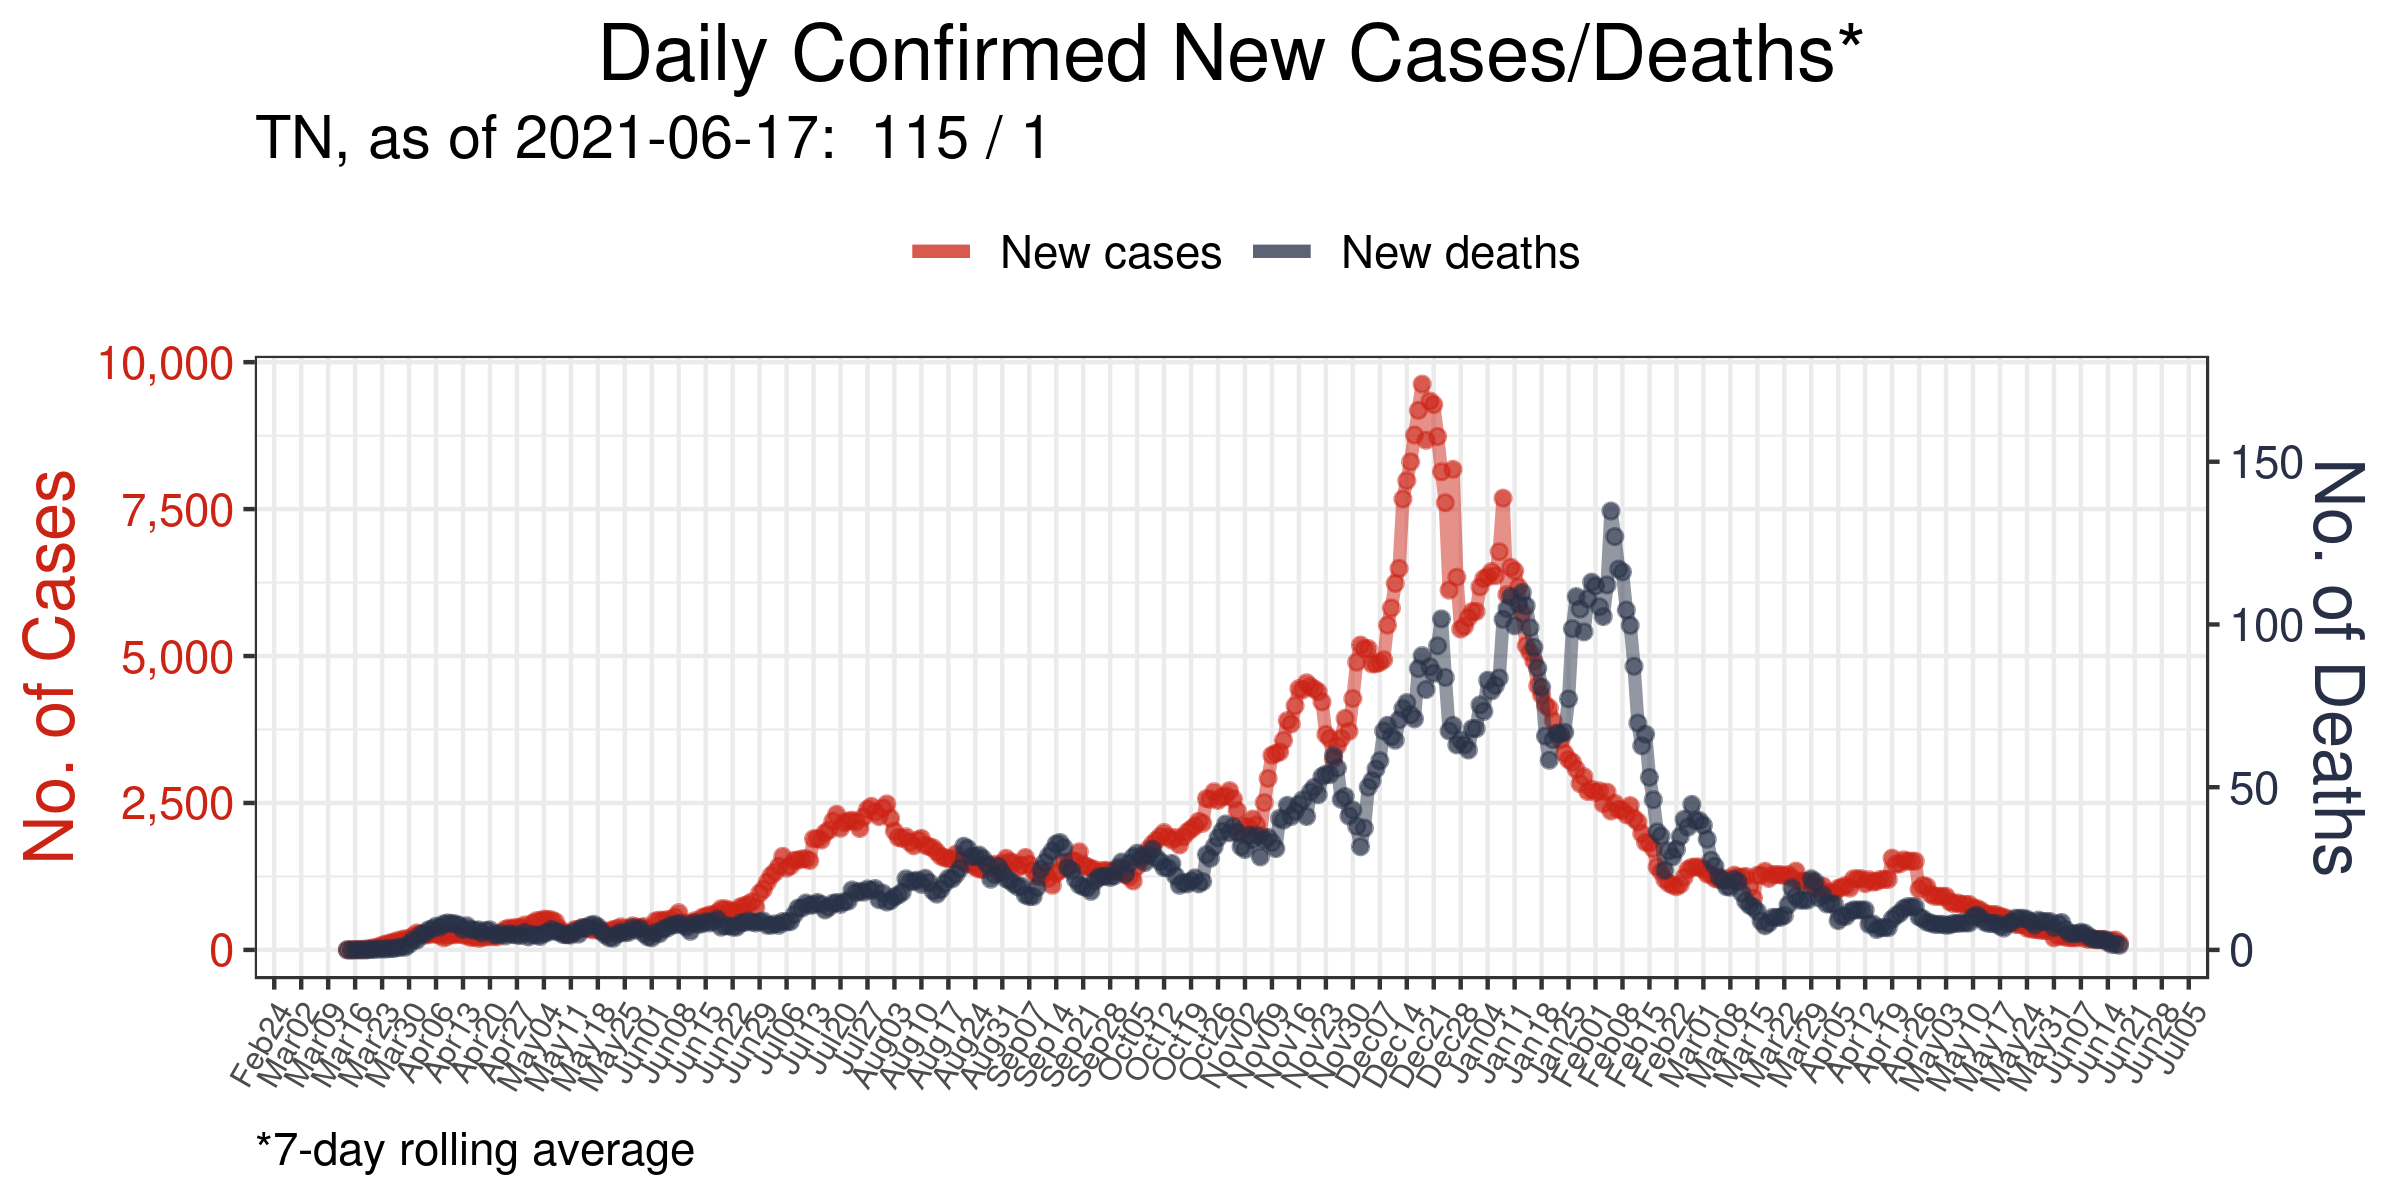 Daily Confirmed New Cases/Deaths*
TN, as of 2021-06-17:  115 / 1
New cases
New deaths
No. of Cases
10,000
7,500
5,000
2,500
0
150
100
50
0
No. of Deaths
Feb24
Mar02
Mar09
Mar16
Mar23
Mar30
Apr06
Apr13
Apr20
Apr27
May04
May11
May18
May25
Jun01
Jun08
Jun15
Jun22
Jun29
Jul06
Jul13
Jul20
Jul27
Aug03
Aug10
Aug17
Aug24
Aug31
Sep07
Sep14
Sep21
Sep28
Oct05
Oct12
Oct19
Oct26
Nov02
Nov09
Nov16
Nov23
Nov30
Dec07
Dec14
Dec21
Dec28
Jan04
Jan11
Jan18
Jan25
Feb01
Feb08
Feb15
Feb22
Mar01
Mar08
Mar15
Mar22
Mar29
Apr05
Apr12
Apr19
Apr26
May03
May10
May17
May24
May31
Jun07
Jun14
Jun21
Jun28
Jul05
*7-day rolling average